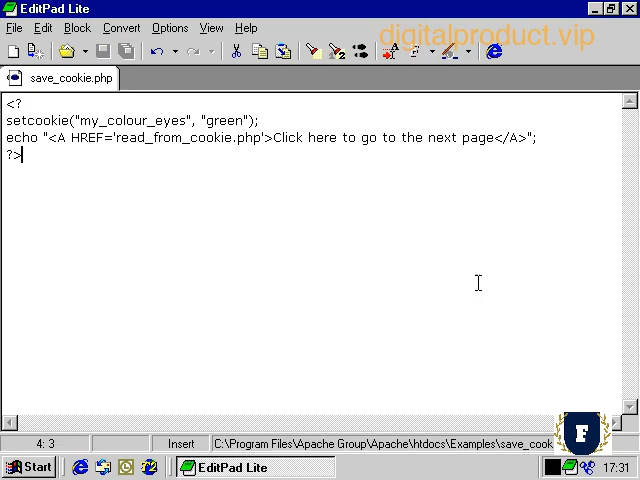 EditPad Lite
File Edit Block Convert Options View Help
digitalproduct.vip
save_cookie.php
<?
setcookie("my_colour_eyes", "green");
echo "<A HREF='read_from_cookie.php'>Click here to go to the next page</A>";
?>
4: 3 Insert C:\Program Files\Apache Group\Apache\htdocs\Examples\save_cook
F
Start EditPad Lite 17:31